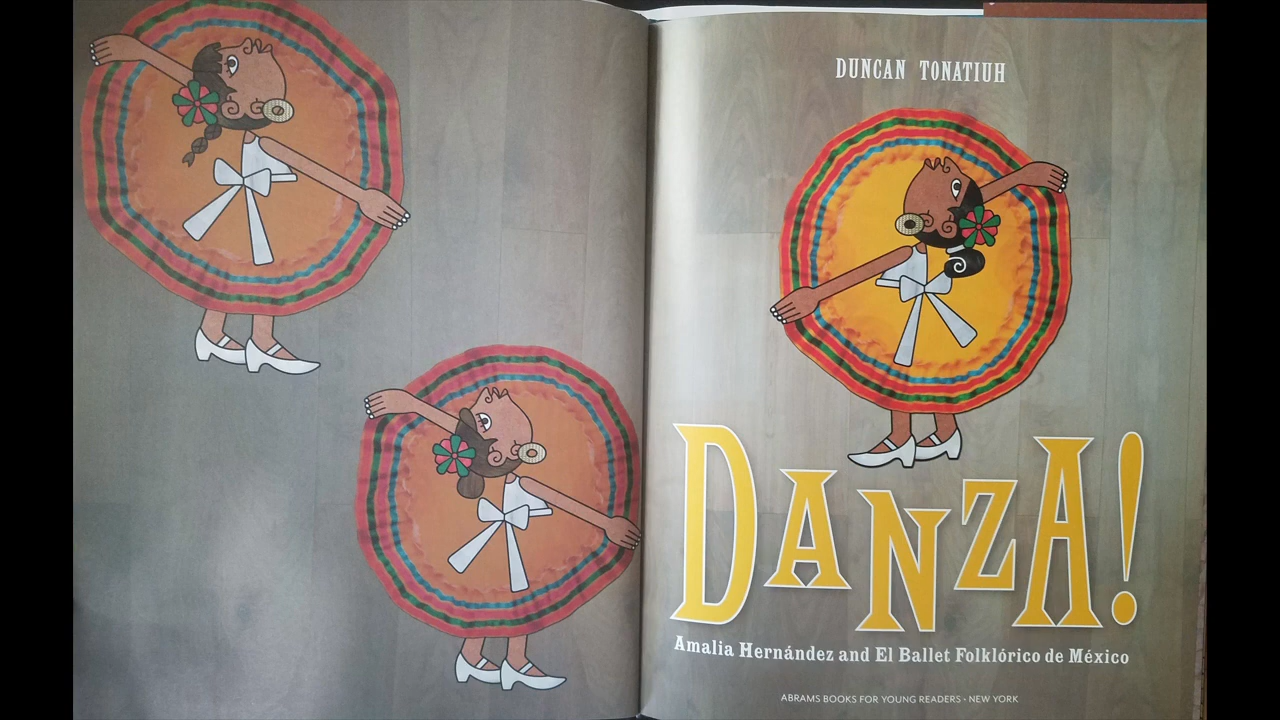 DUNCAN TONATIUH
DANZA!
Amalia Hernández and El Ballet Folklórico de México
ABRAMS BOOKS FOR YOUNG READERS • NEW YORK